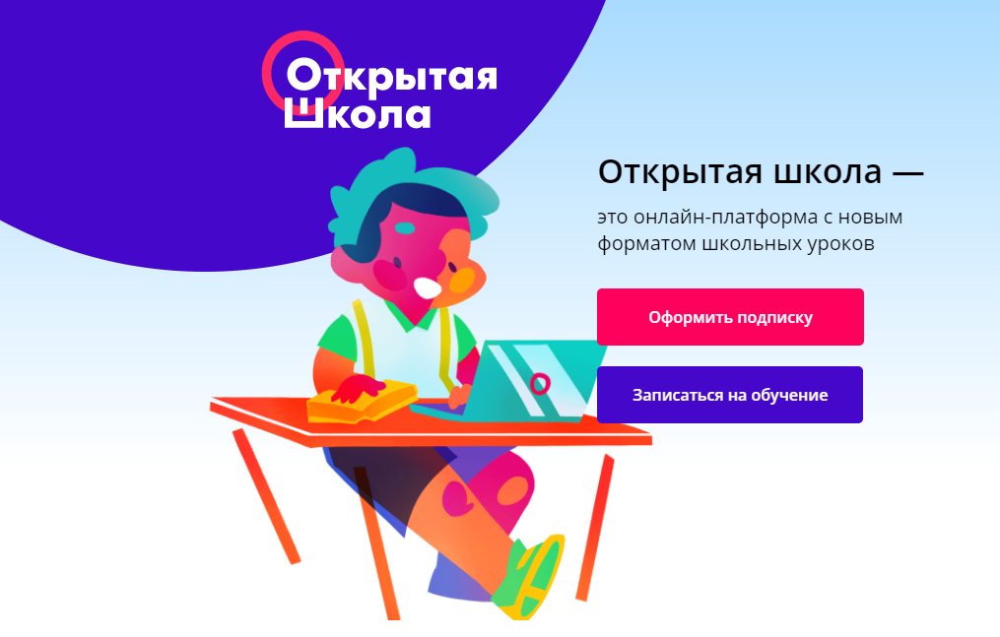 Открытая
Школа
Открытая школа —
это онлайн-платформа с новым
форматом школьных уроков
Оформить подписку
Записаться на обучение